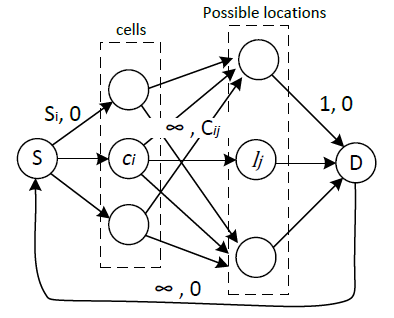 Possible locations
cells
Si, 0
1, 0
∞ , Cij
S
ci
lj
D
∞ , 0